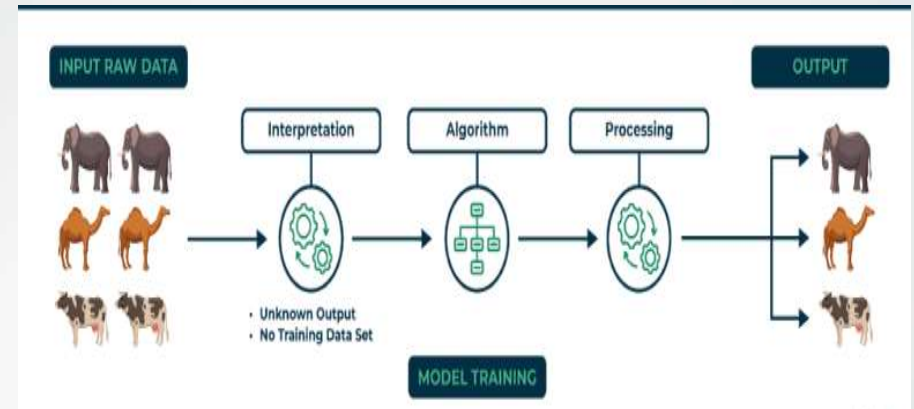 INPUT RAW DATA
OUTPUT
Interpretation
Algorithm
Processing
• Unknown Output
• No Training Data Set
MODEL TRAINING